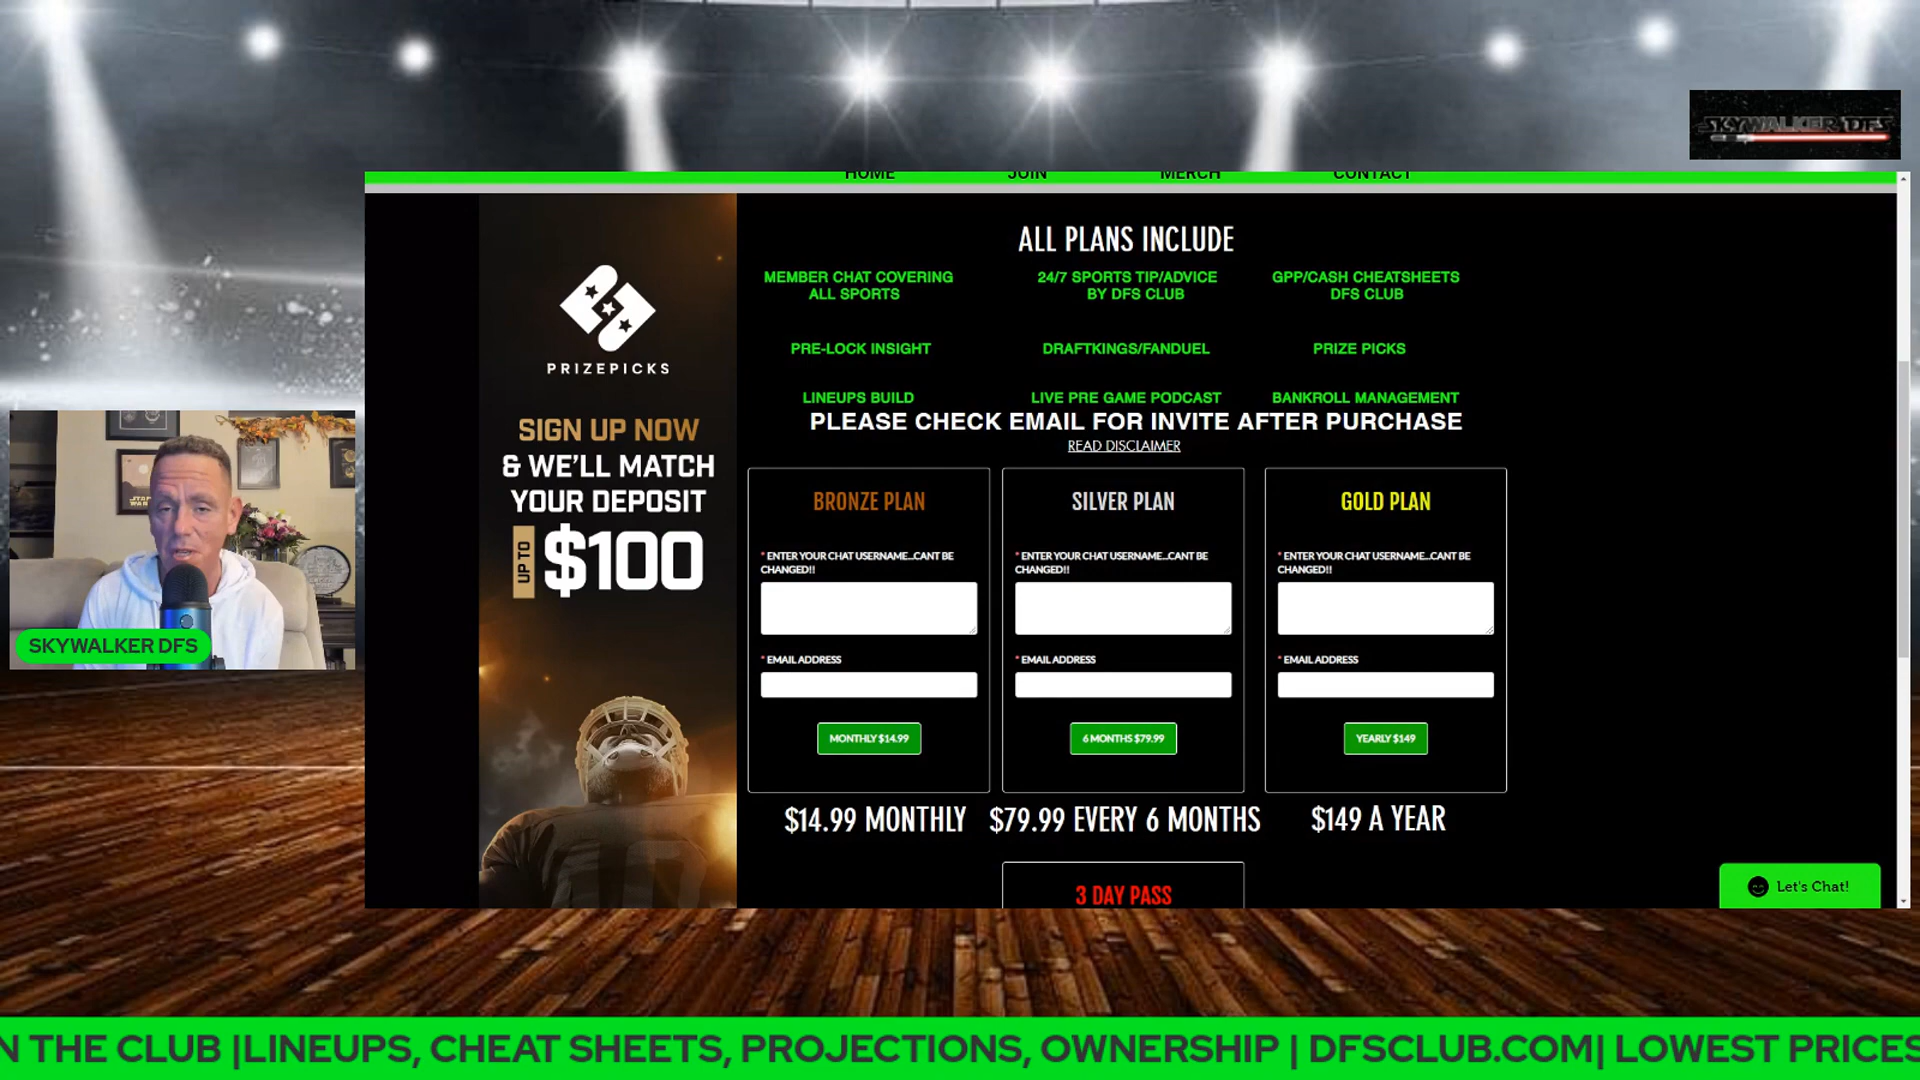 SKYWALKER DFS
HOME JOIN MERCH CONTACT
PRIZEPICKS
SIGN UP NOW
& WE'LL MATCH
YOUR DEPOSIT
UP TO $100
ALL PLANS INCLUDE
MEMBER CHAT COVERING
ALL SPORTS
24/7 SPORTS TIP/ADVICE
BY DFS CLUB
GPP/CASH CHEATSHEETS
DFS CLUB
PRE-LOCK INSIGHT
DRAFTKINGS/FANDUEL
PRIZE PICKS
LINEUPS BUILD
LIVE PRE GAME PODCAST
BANKROLL MANAGEMENT
PLEASE CHECK EMAIL FOR INVITE AFTER PURCHASE
READ DISCLAIMER
BRONZE PLAN
* ENTER YOUR CHAT USERNAME...CANT BE
CHANGED!!
* EMAIL ADDRESS
MONTHLY $14.99
$14.99 MONTHLY
SILVER PLAN
* ENTER YOUR CHAT USERNAME...CANT BE
CHANGED!!
* EMAIL ADDRESS
6 MONTHS $79.99
$79.99 EVERY 6 MONTHS
GOLD PLAN
* ENTER YOUR CHAT USERNAME...CANT BE
CHANGED!!
* EMAIL ADDRESS
YEARLY $149
$149 A YEAR
3 DAY PASS
Let's Chat!
SKYWALKER DFS
N THE CLUB |LINEUPS, CHEAT SHEETS, PROJECTIONS, OWNERSHIP | DFSCLUB.COM| LOWEST PRICES